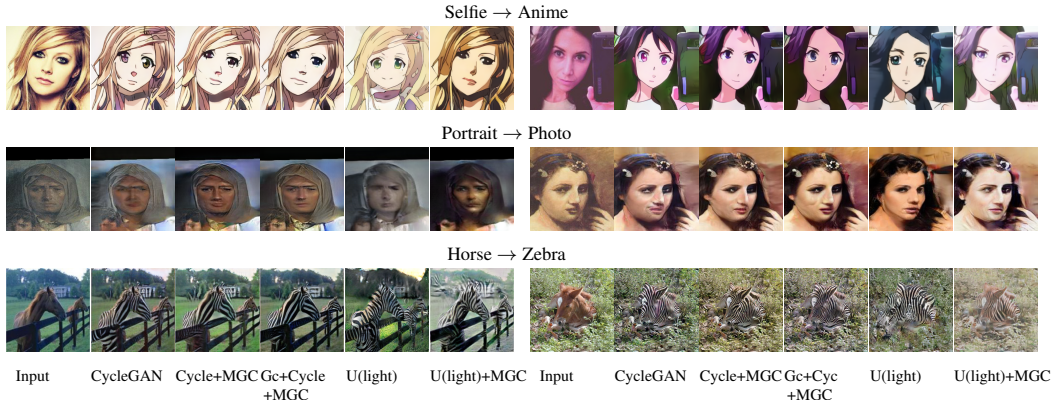 Selfie → Anime
Portrait → Photo
Horse → Zebra
Input CycleGAN Cycle+MGC Gc+Cycle +MGC U(light) U(light)+MGC Input CycleGAN Cycle+MGC Gc+Cyc +MGC U(light) U(light)+MGC